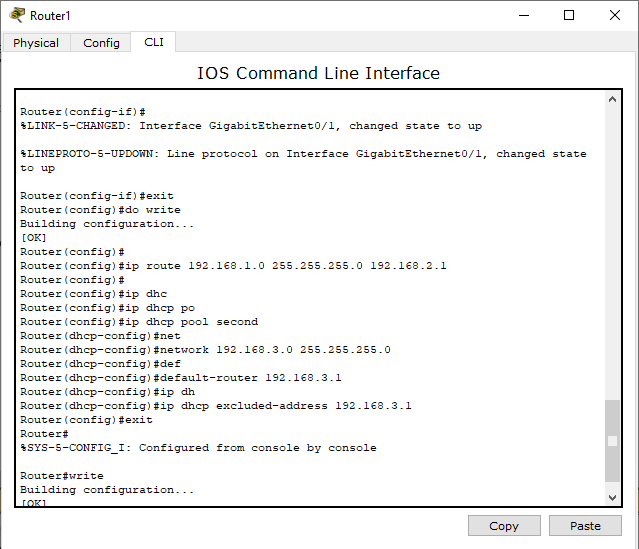 Router1
Physical Config CLI
IOS Command Line Interface
Router(config-if)#
%LINK-5-CHANGED: Interface GigabitEthernet0/1, changed state to up
%LINEPROTO-5-UPDOWN: Line protocol on Interface GigabitEthernet0/1, changed state
to up
Router(config-if)#exit
Router(config)#do write
Building configuration...
[OK]
Router(config)#
Router(config)#ip route 192.168.1.0 255.255.255.0 192.168.2.1
Router(config)#
Router(config)#ip dhc
Router(config)#ip dhcp po
Router(config)#ip dhcp pool second
Router(dhcp-config)#net
Router(dhcp-config)#network 192.168.3.0 255.255.255.0
Router(dhcp-config)#def
Router(dhcp-config)#default-router 192.168.3.1
Router(dhcp-config)#ip dh
Router(dhcp-config)#ip dhcp excluded-address 192.168.3.1
Router(config)#exit
Router#
%SYS-5-CONFIG_I: Configured from console by console
Router#write
Building configuration...
[OK]
Copy Paste